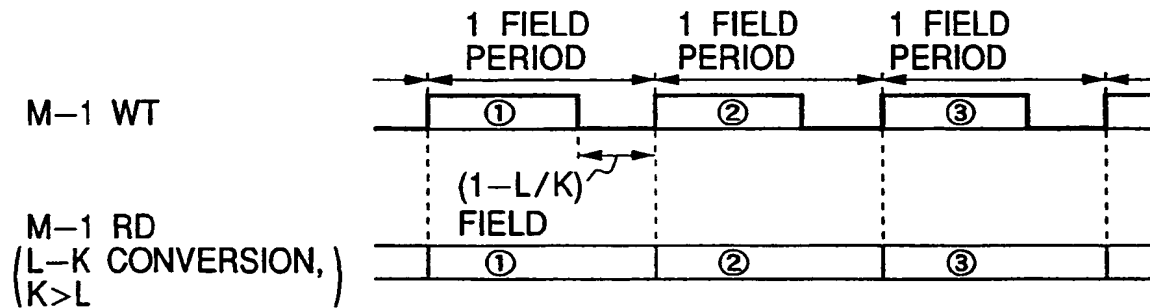 1 FIELD PERIOD
1 FIELD PERIOD
1 FIELD PERIOD
M-1 WT
①
②
③
(1-L/K) FIELD
M-1 RD
(L-K CONVERSION,
K>L)
①
②
③